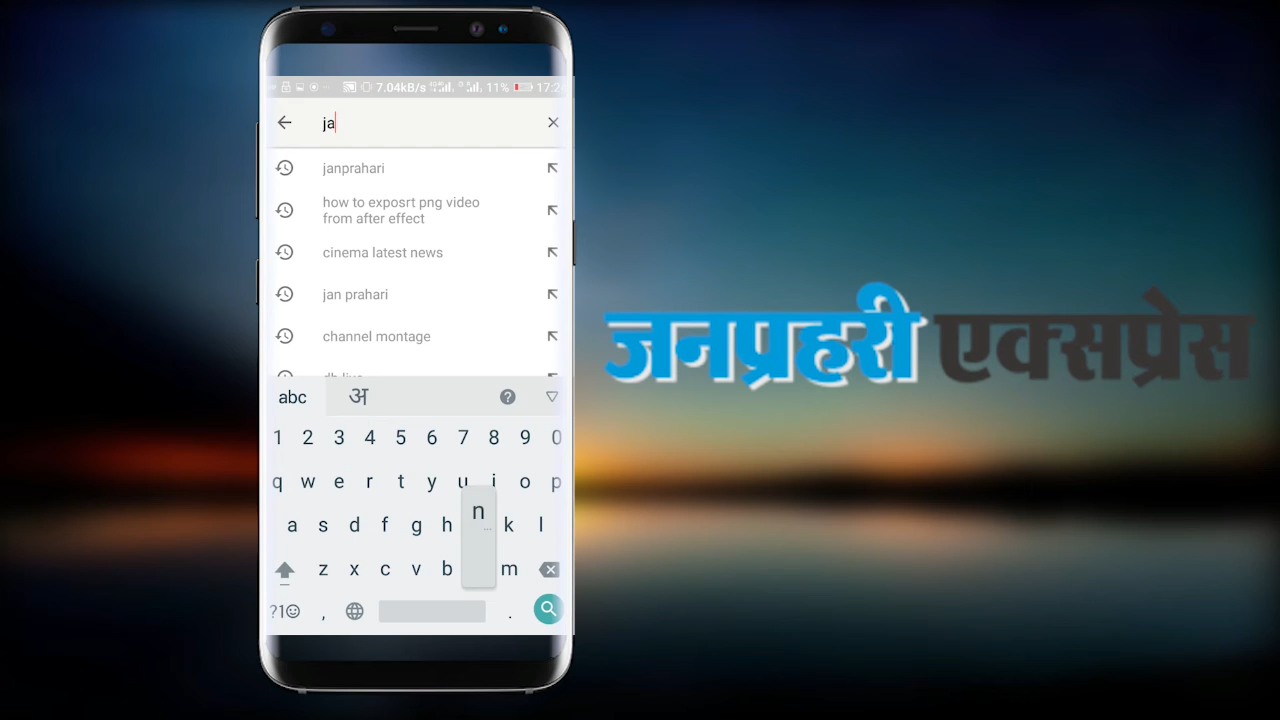 7.04kB/s 11% 17:2
ja
janprahari
how to exposrt png video
from after effect
cinema latest news
jan prahari
channel montage
abc अ
1 2 3 4 5 6 7 8 9 0
q w e r t y u i o p
a s d f g h k l
n
z x c v b m
?1 , .
जनप्रहरी एक्सप्रेस